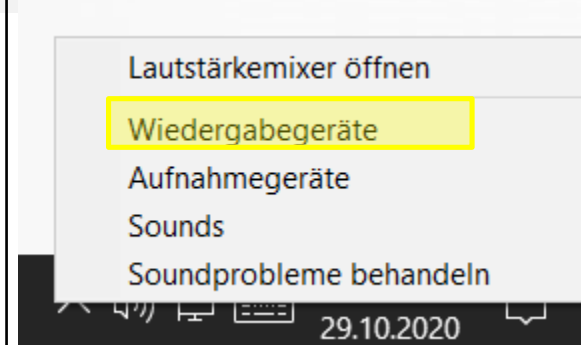 Lautstärkemixer öffnen
Wiedergabegeräte
Aufnahmegeräte
Sounds
Soundprobleme behandeln
29.10.2020